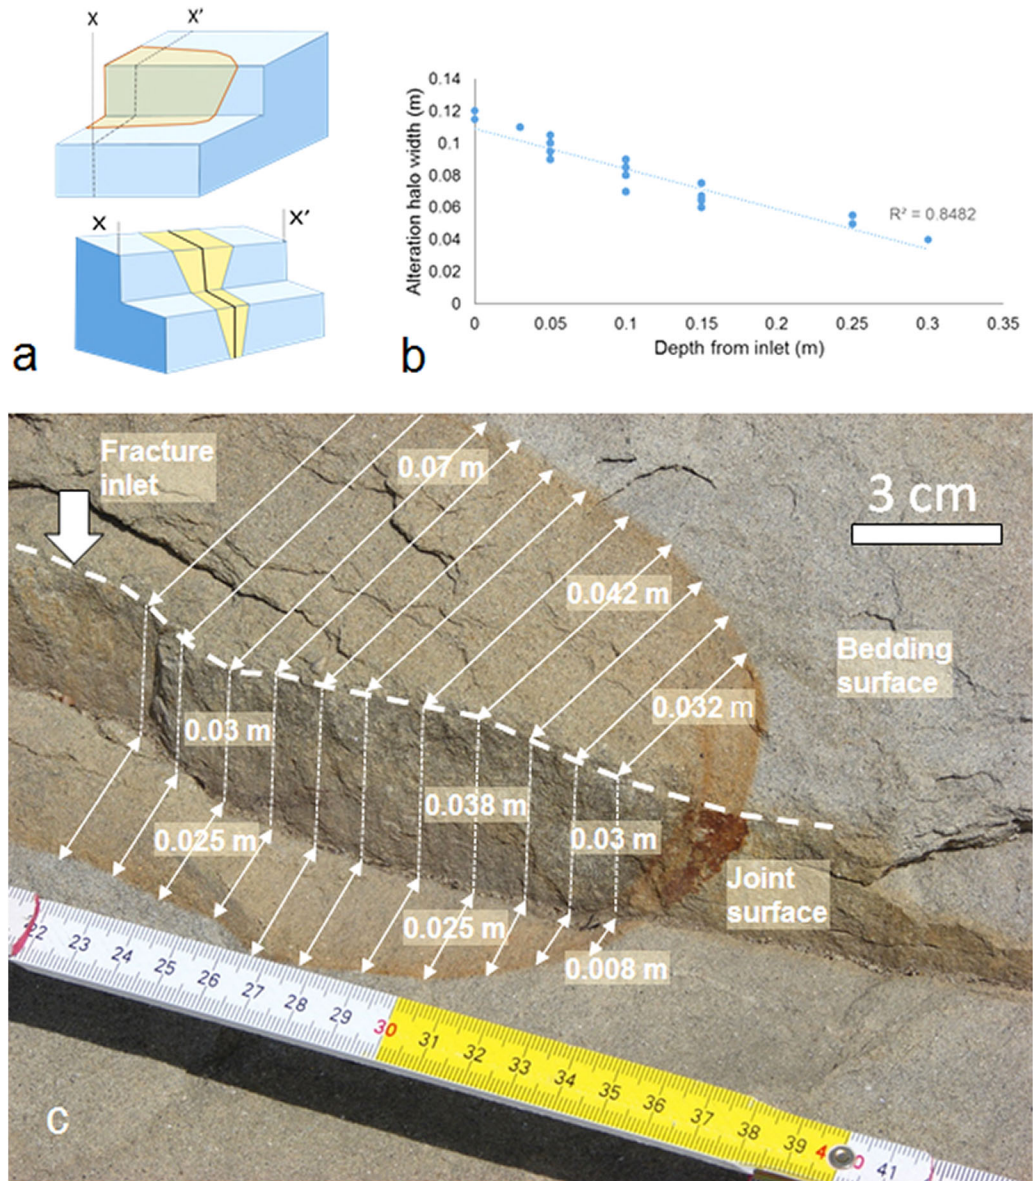 X
X'
X
X'
a
b
Alteration halo width (m)
0.14
0.12
0.1
0.08
0.06
0.04
0.02
0
0
0.05
0.1
0.15
0.2
0.25
0.3
0.35
Depth from inlet (m)
R² = 0.8482
Fracture
inlet
3 cm
0.07 m
0.042 m
Bedding
surface
0.032 m
0.03 m
0.038 m
0.03 m
0.025 m
0.025 m
0.008 m
Joint
surface
22 23 24 25 26 27 28 29 30 31 32 33 34 35 36 37 38 39 4 0 41
c